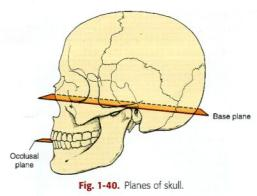 Base plane
Occlusal
plane
Fig. 1-40. Planes of skull.